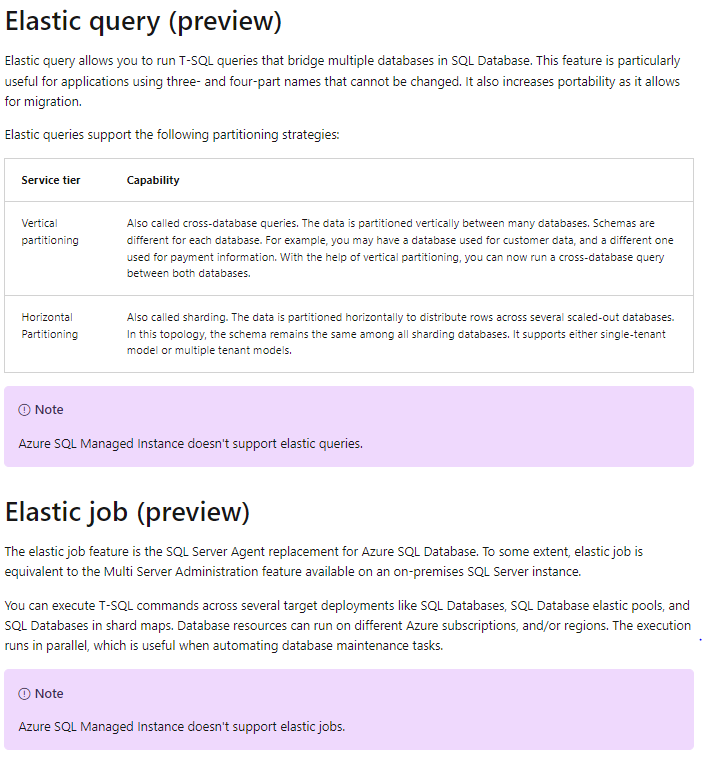 Elastic query (preview)
Elastic query allows you to run T-SQL queries that bridge multiple databases in SQL Database. This feature is particularly
useful for applications using three- and four-part names that cannot be changed. It also increases portability as it allows
for migration.
Elastic queries support the following partitioning strategies:
Service tier Capability
Vertical partitioning
Also called cross-database queries. The data is partitioned vertically between many databases. Schemas are
different for each database. For example, you may have a database used for customer data, and a different one
used for payment information. With the help of vertical partitioning, you can now run a cross-database query
between both databases.
Horizontal Partitioning
Also called sharding. The data is partitioned horizontally to distribute rows across several scaled-out databases.
In this topology, the schema remains the same among all sharding databases. It supports either single-tenant
model or multiple tenant models.
Note
Azure SQL Managed Instance doesn't support elastic queries.
Elastic job (preview)
The elastic job feature is the SQL Server Agent replacement for Azure SQL Database. To some extent, elastic job is
equivalent to the Multi Server Administration feature available on an on-premises SQL Server instance.
You can execute T-SQL commands across several target deployments like SQL Databases, SQL Database elastic pools, and
SQL Databases in shard maps. Database resources can run on different Azure subscriptions, and/or regions. The execution
runs in parallel, which is useful when automating database maintenance tasks.
Note
Azure SQL Managed Instance doesn't support elastic jobs.